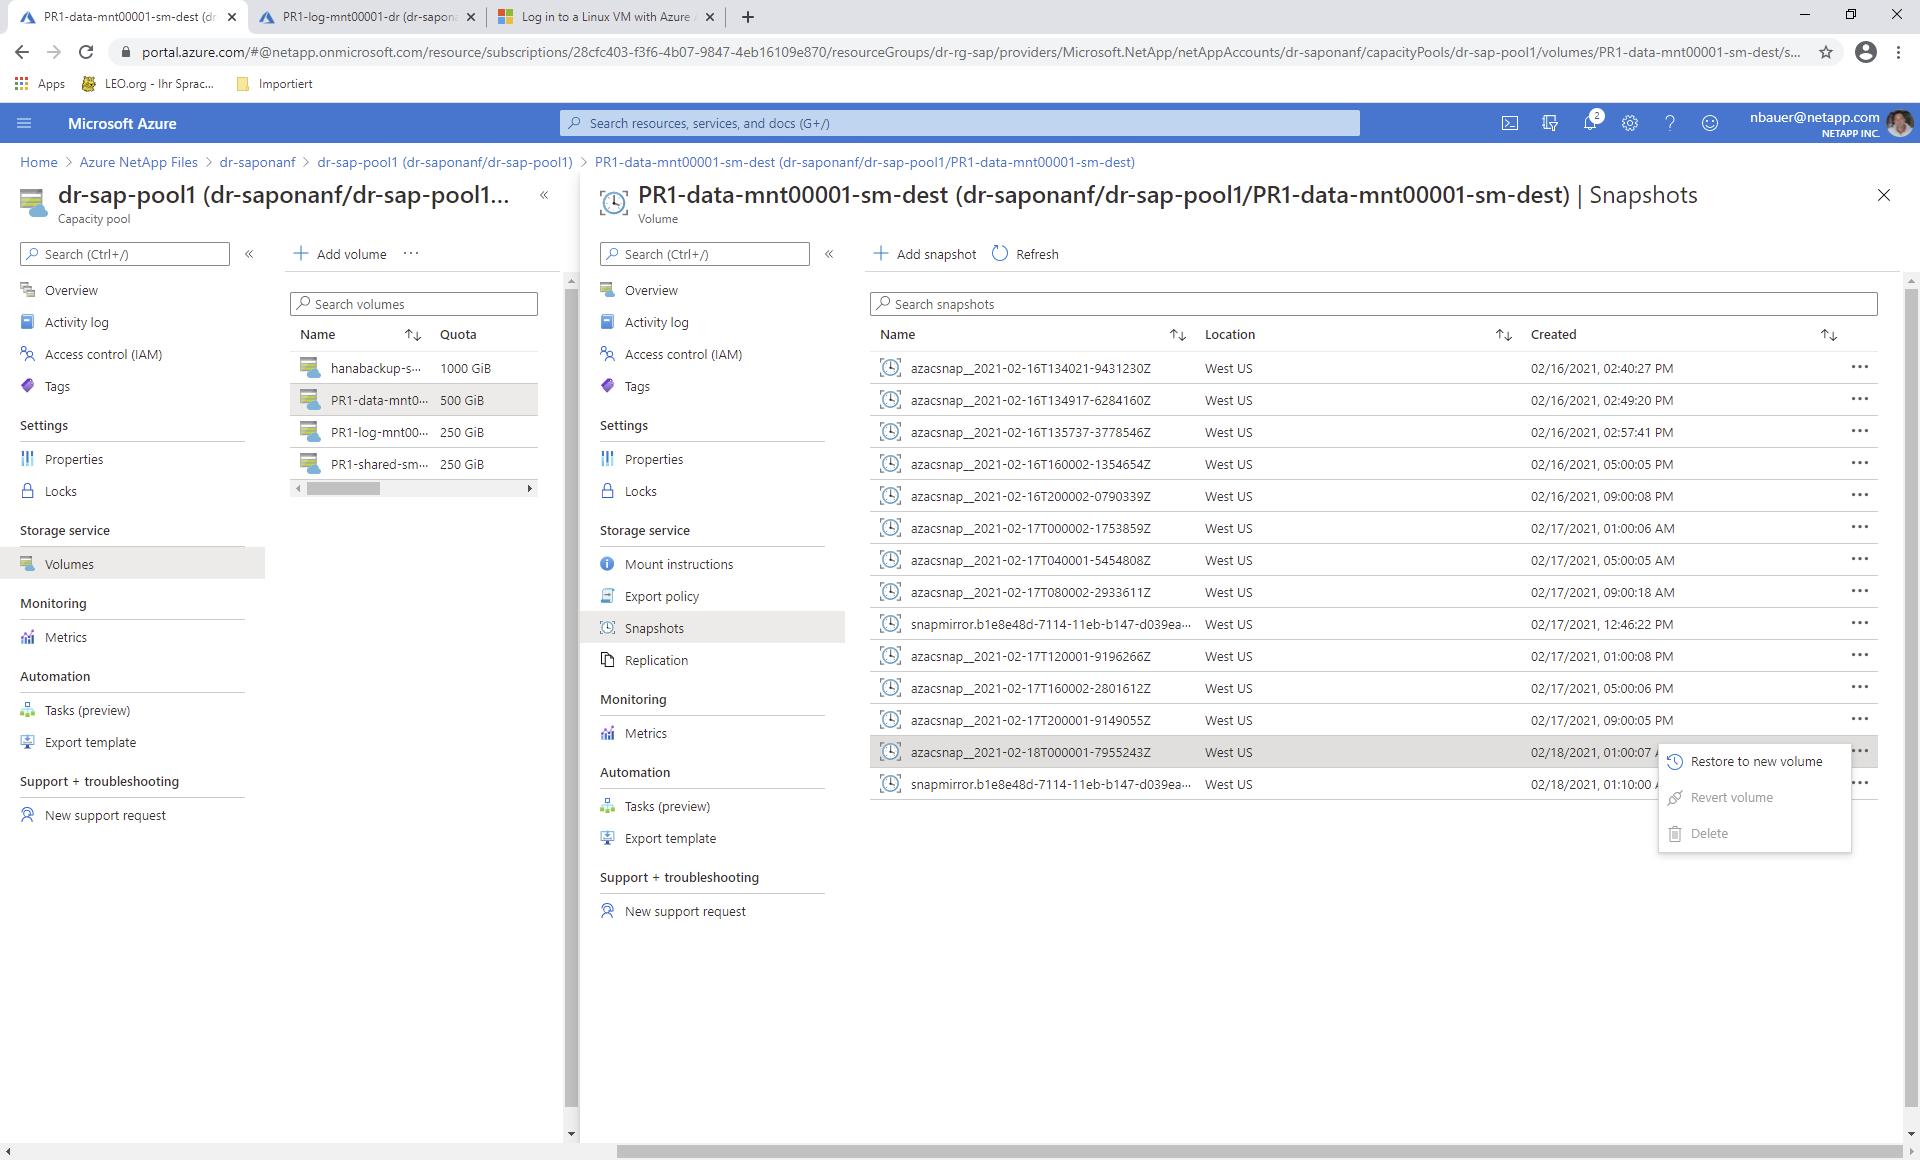 PR1-data-mnt00001-sm-dest (dr
PR1-log-mnt00001-dr (dr-sapona
Log in to a Linux VM with Azure
portal.azure.com/#@netapp.onmicrosoft.com/resource/subscriptions/28cfc403-f3f6-4b07-9847-4eb16109e870/resourceGroups/dr-rg-sap/providers/Microsoft.NetApp/netAppAccounts/dr-saponanf/capacityPools/dr-sap-pool1/volumes/PR1-data-mnt00001-sm-dest/s...
Apps
LEO.org - Ihr Sprac...
Importiert
Microsoft Azure
Search resources, services, and docs (G+/)
2
nbauer@netapp.com
NETAPP INC.
Home > Azure NetApp Files > dr-saponanf > dr-sap-pool1 (dr-saponanf/dr-sap-pool1) > PR1-data-mnt00001-sm-dest (dr-saponanf/dr-sap-pool1/PR1-data-mnt00001-sm-dest)
dr-sap-pool1 (dr-saponanf/dr-sap-pool1...
Capacity pool
Search (Ctrl+/)
Overview
Activity log
Access control (IAM)
Tags
Settings
Properties
Locks
Storage service
Volumes
Monitoring
Metrics
Automation
Tasks (preview)
Export template
Support + troubleshooting
New support request
Add volume ...
Search volumes
Name Quota
hanabackup-s... 1000 GiB
PR1-data-mnt0... 500 GiB
PR1-log-mnt00... 250 GiB
PR1-shared-sm... 250 GiB
PR1-data-mnt00001-sm-dest (dr-saponanf/dr-sap-pool1/PR1-data-mnt00001-sm-dest) | Snapshots
Volume
Search (Ctrl+/)
Overview
Activity log
Access control (IAM)
Tags
Settings
Properties
Locks
Storage service
Mount instructions
Export policy
Snapshots
Replication
Monitoring
Metrics
Automation
Tasks (preview)
Export template
Support + troubleshooting
New support request
Add snapshot Refresh
Search snapshots
Name Location Created
azacsnap__2021-02-16T134021-9431230Z West US 02/16/2021, 02:40:27 PM ...
azacsnap__2021-02-16T134917-6284160Z West US 02/16/2021, 02:49:20 PM ...
azacsnap__2021-02-16T135737-3778546Z West US 02/16/2021, 02:57:41 PM ...
azacsnap__2021-02-16T160002-1354654Z West US 02/16/2021, 05:00:05 PM ...
azacsnap__2021-02-16T200002-0790339Z West US 02/16/2021, 09:00:08 PM ...
azacsnap__2021-02-17T000002-1753859Z West US 02/17/2021, 01:00:06 AM ...
azacsnap__2021-02-17T040001-5454808Z West US 02/17/2021, 05:00:05 AM ...
azacsnap__2021-02-17T080002-2933611Z West US 02/17/2021, 09:00:18 AM ...
snapmirror.b1e8e48d-7114-11eb-b147-d039ea... West US 02/17/2021, 12:46:22 PM ...
azacsnap__2021-02-17T120001-9196266Z West US 02/17/2021, 01:00:08 PM ...
azacsnap__2021-02-17T160002-2801612Z West US 02/17/2021, 05:00:06 PM ...
azacsnap__2021-02-17T200001-9149055Z West US 02/17/2021, 09:00:05 PM ...
azacsnap__2021-02-18T000001-7955243Z West US 02/18/2021, 01:00:07 ...
snapmirror.b1e8e48d-7114-11eb-b147-d039ea... West US 02/18/2021, 01:10:00 ...
Restore to new volume
Revert volume
Delete